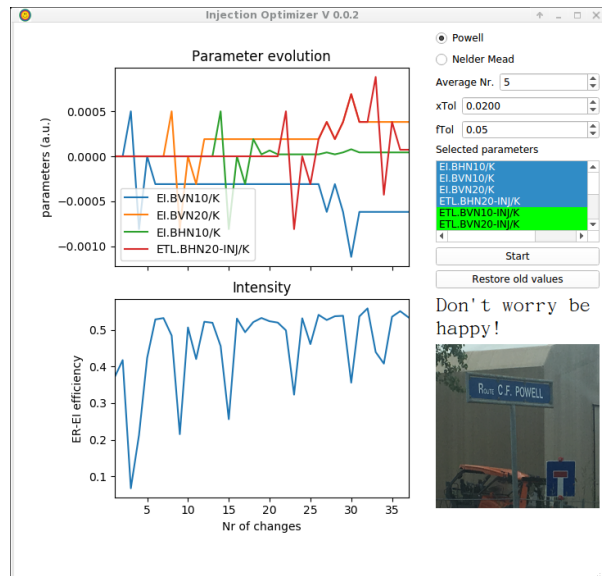 Injection Optimizer V 0.0.2
Parameter evolution
parameters (a.u.)
0.0005
0.0000
−0.0005
−0.0010
EI.BVN10/K
EI.BVN20/K
EI.BHN10/K
ETL.BHN20-INJ/K
Intensity
ER-EI efficiency
0.5
0.4
0.3
0.2
0.1
5 10 15 20 25 30 35
Nr of changes
Powell
Nelder Mead
Average Nr. 5
xTol 0.0200
fTol 0.05
Selected parameters
EI.BHN10/K
EI.BVN10/K
EI.BVN20/K
ETL.BHN20-INJ/K
ETL.BVN10-INJ/K
ETL.BVN20-INJ/K
Start
Restore old values
Don't worry be
happy!
ROUTE C.F. POWELL